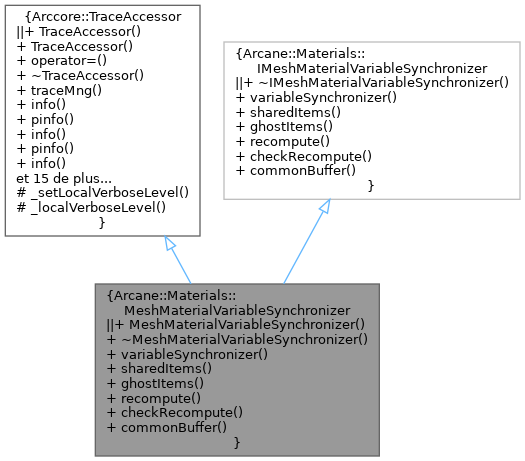 {Arccore::TraceAccessor
||+ TraceAccessor()
+ TraceAccessor()
+ operator=()
+ ~TraceAccessor()
+ traceMng()
+ info()
+ pinfo()
+ info()
+ pinfo()
+ info()
et 15 de plus...
# _setLocalVerboseLevel()
# _localVerboseLevel()
}
{Arcane::Materials::
IMeshMaterialVariableSynchronizer
||+ ~IMeshMaterialVariableSynchronizer()
+ variableSynchronizer()
+ sharedItems()
+ ghostItems()
+ recompute()
+ checkRecompute()
+ commonBuffer()
}
{Arcane::Materials::
MeshMaterialVariableSynchronizer
||+ MeshMaterialVariableSynchronizer()
+ ~MeshMaterialVariableSynchronizer()
+ variableSynchronizer()
+ sharedItems()
+ ghostItems()
+ recompute()
+ checkRecompute()
+ commonBuffer()
}